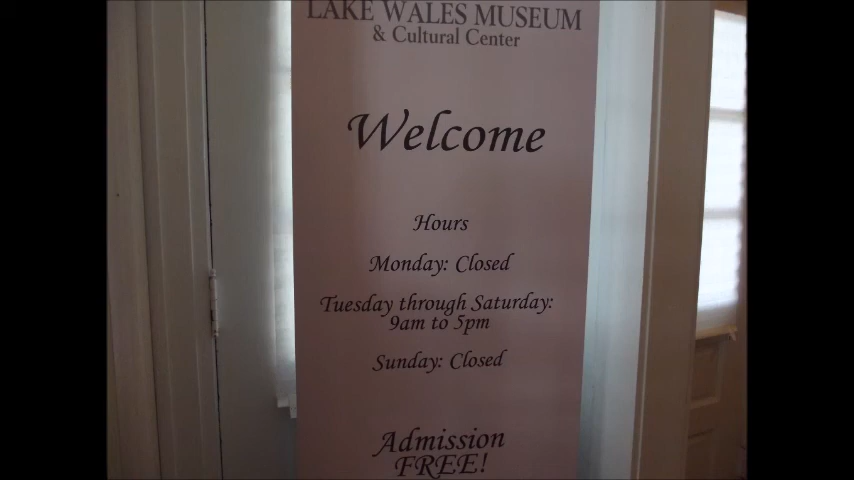 LAKE WALES MUSEUM
& Cultural Center
Welcome
Hours
Monday: Closed
Tuesday through Saturday:
9am to 5pm
Sunday: Closed
Admission
FREE!